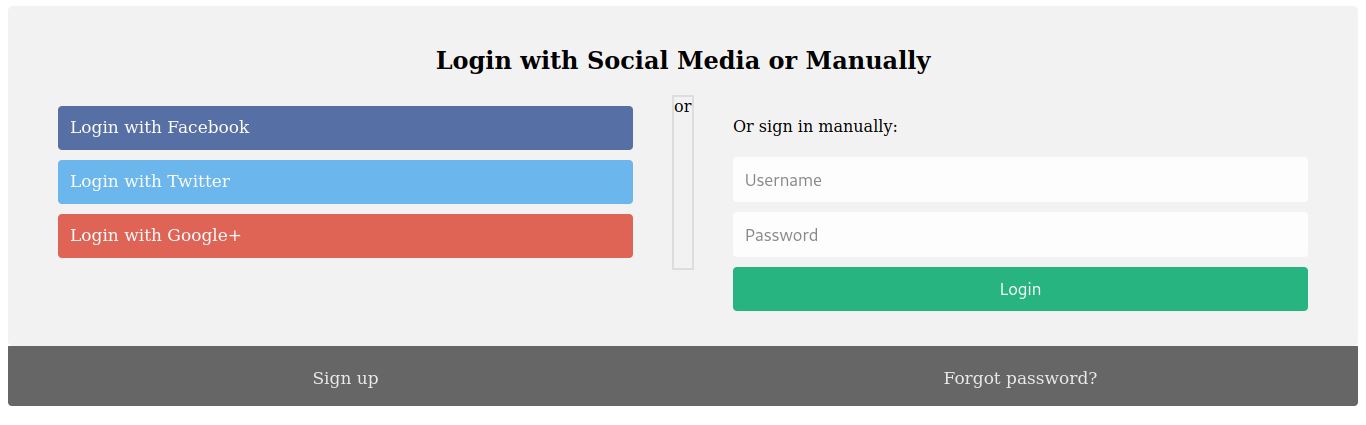 Login with Social Media or Manually
Login with Facebook
Login with Twitter
Login with Google+
or
Or sign in manually:
Username
Password
Login
Sign up
Forgot password?